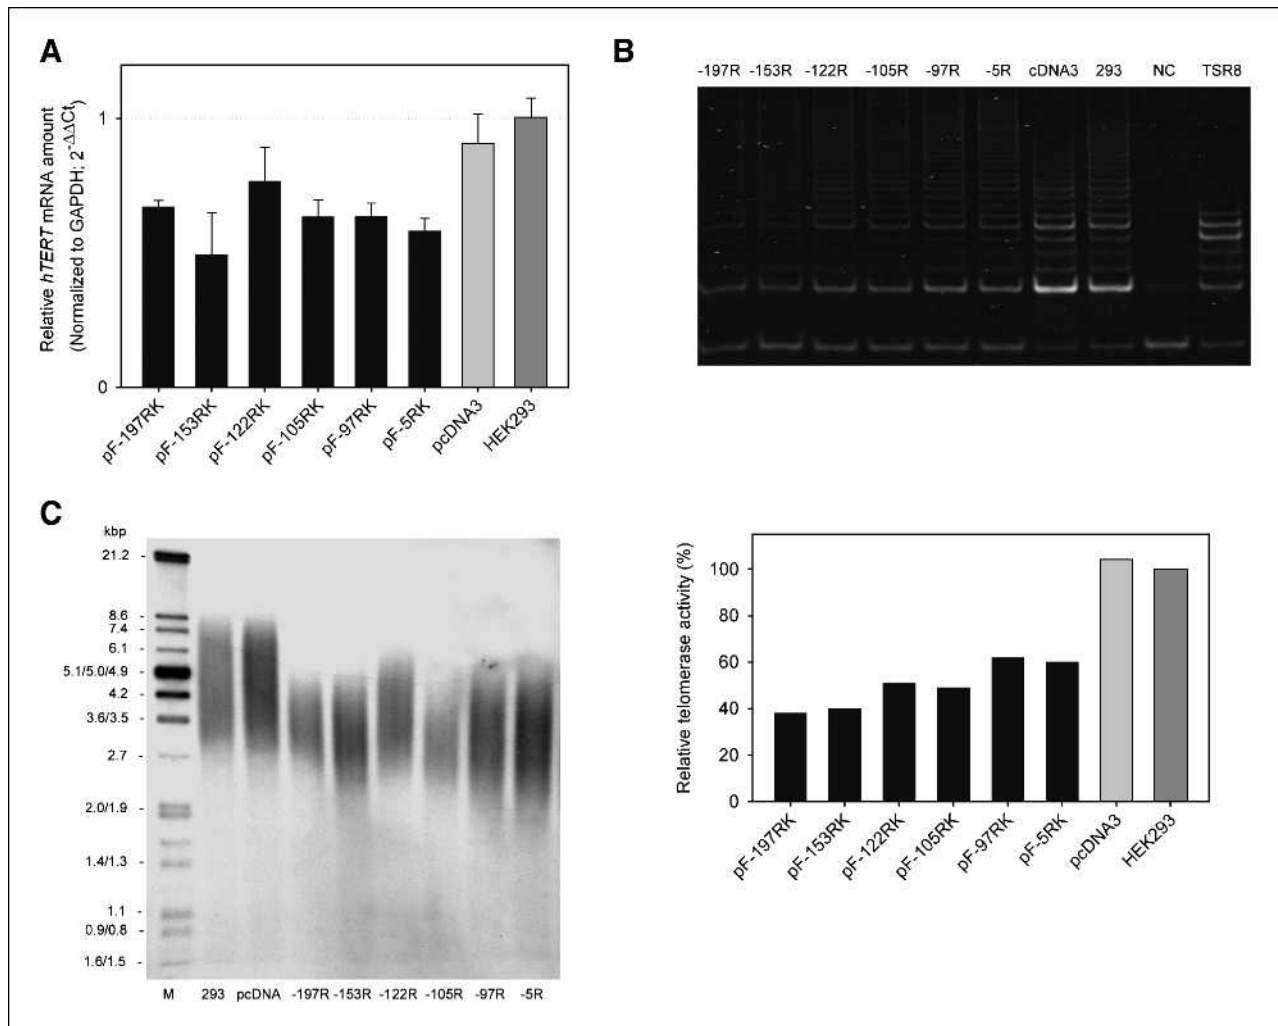 A
Relative hTERT mRNA amount
(Normalized to GAPDH; 2-ΔΔCt)
1
0
pF-197RK
pF-153RK
pF-122RK
pF-105RK
pF-97RK
pF-5RK
pcDNA3
HEK293
B
-197R -153R -122R -105R -97R -5R cDNA3 293 NC TSR8
C
kbp
21.2 -
8.6 -
7.4 -
6.1 -
5.1/5.0/4.9 -
4.2 -
3.6/3.5 -
2.7 -
2.0/1.9 -
1.4/1.3 -
1.1 -
0.9/0.8 -
1.6/1.5 -
M 293 pcDNA -197R -153R -122R -105R -97R -5R
Relative telomerase activity (%)
100
80
60
40
20
0
pF-197RK
pF-153RK
pF-122RK
pF-105RK
pF-97RK
pF-5RK
pcDNA3
HEK293